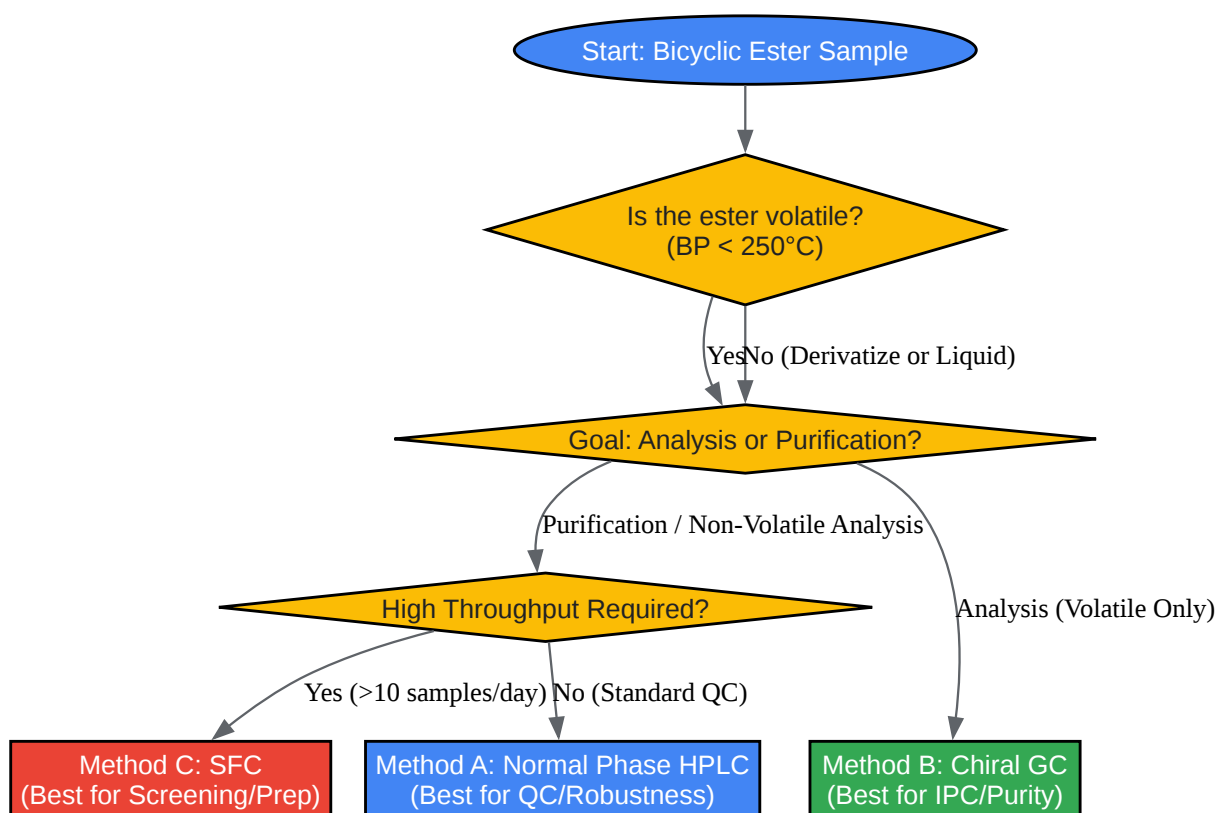 Start: Bicyclic Ester Sample
Is the ester volatile?
(BP < 250°C)
Yes
No (Derivatize or Liquid)
Goal: Analysis or Purification?
Purification / Non-Volatile Analysis
High Throughput Required?
Analysis (Volatile Only)
Yes (>10 samples/day)
No (Standard QC)
Method C: SFC
(Best for Screening/Prep)
Method A: Normal Phase HPLC
(Best for QC/Robustness)
Method B: Chiral GC
(Best for IPC/Purity)